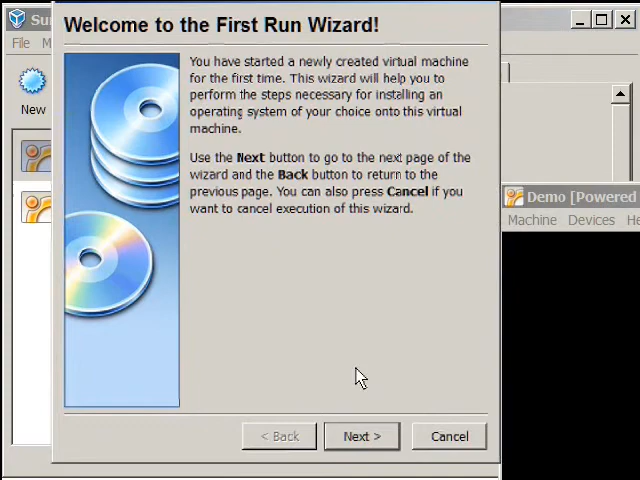 Su
Welcome to the First Run Wizard!
File M
You have started a newly created virtual machine
for the first time. This wizard will help you to
perform the steps necessary for installing an
operating system of your choice onto this virtual
machine.
New
Use the Next button to go to the next page of the
wizard and the Back button to return to the
previous page. You can also press Cancel if you
want to cancel execution of this wizard.
Demo [Powered
Machine Devices He
< Back Next > Cancel